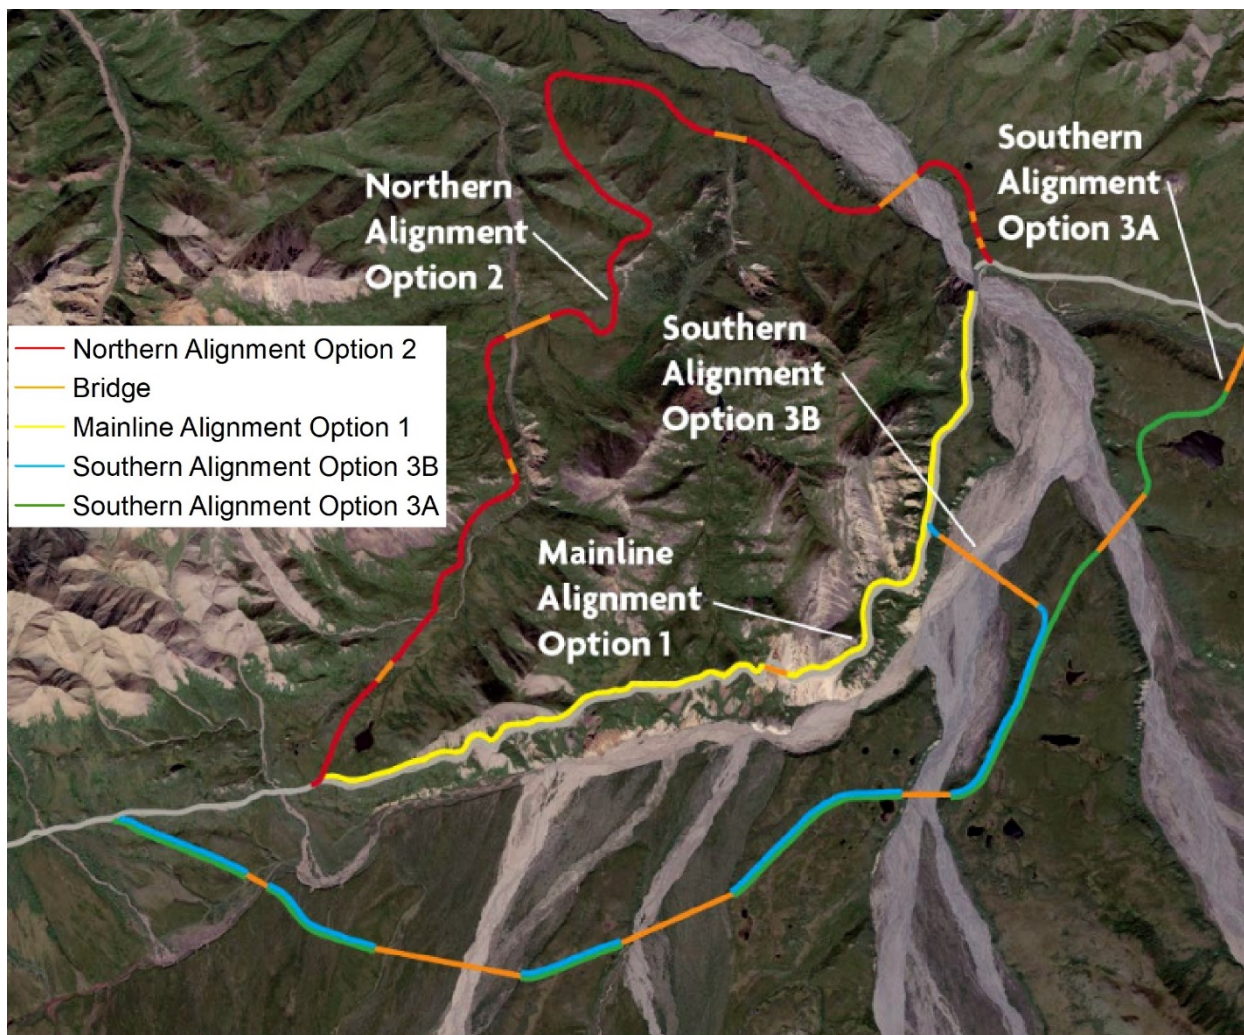 Southern
Alignment
Option 3A
Northern
Alignment
Option 2
Southern
Alignment
Option 3B
Northern Alignment Option 2
Bridge
Mainline Alignment Option 1
Southern Alignment Option 3B
Southern Alignment Option 3A
Mainline
Alignment
Option 1